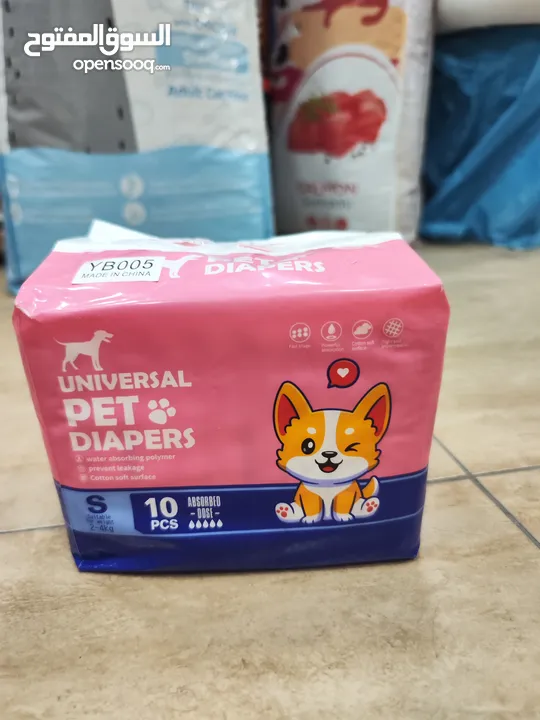 السوق المفتوح
opensooq.com
Adult Diapers
SALMON
YB005
MADE IN CHINA
PET
DIAPERS
UNIVERSAL
PET
DIAPERS
water absorbing polymer
prevent leakage
Cotton soft surface
S
10
PCS
ABSORBED
DOSE